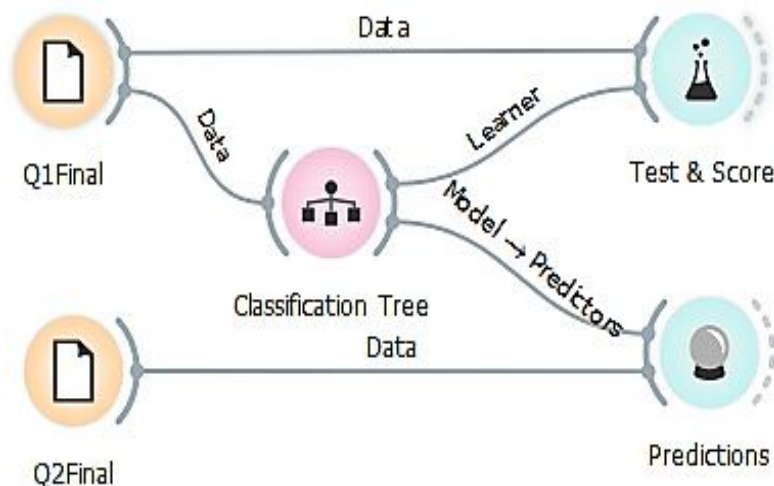 Data
Q1Final
Data
Learner
Test & Score
Classification Tree
Model → Predictors
Data
Q2Final
Predictions